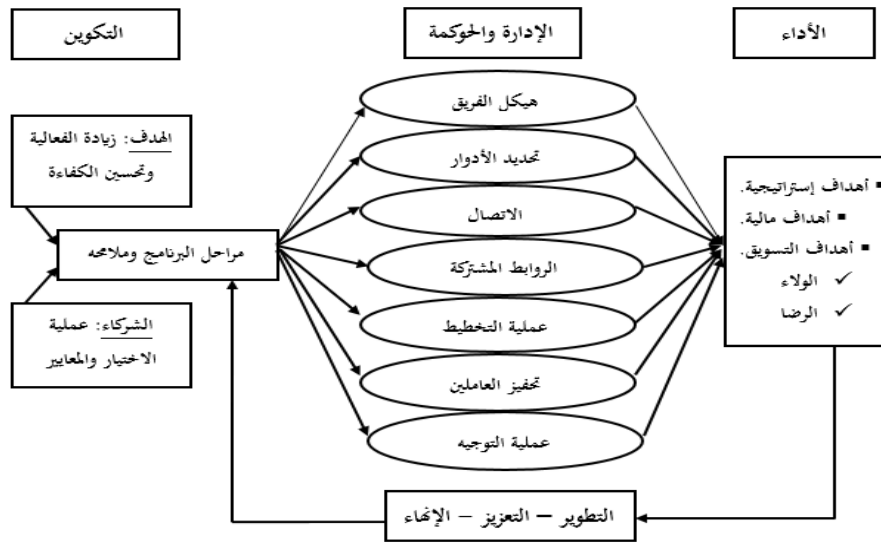 التكوين
الإدارة والحوكمة
الأداء
الهدف: زيادة الفعالية
وتحسين الكفاءة
مراحل البرنامج وملامحه
الشركاء: عملية
الاختيار والمعايير
هيكل الفريق
تحديد الأدوار
الاتصال
الروابط المشتركة
عملية التخطيط
تحفيز العاملين
عملية التوجيه
▪ أهداف إستراتيجية.
▪ أهداف مالية.
▪ أهداف التسويق.
✓ الولاء
✓ الرضا
التطوير – التعزيز – الإنهاء